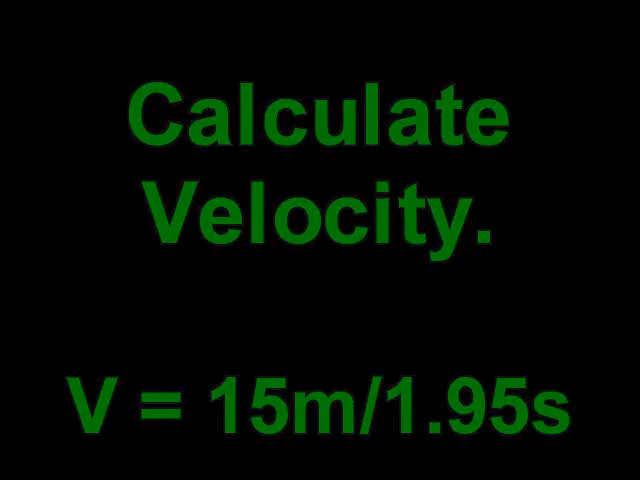 Calculate
Velocity.
V = 15m/1.95s